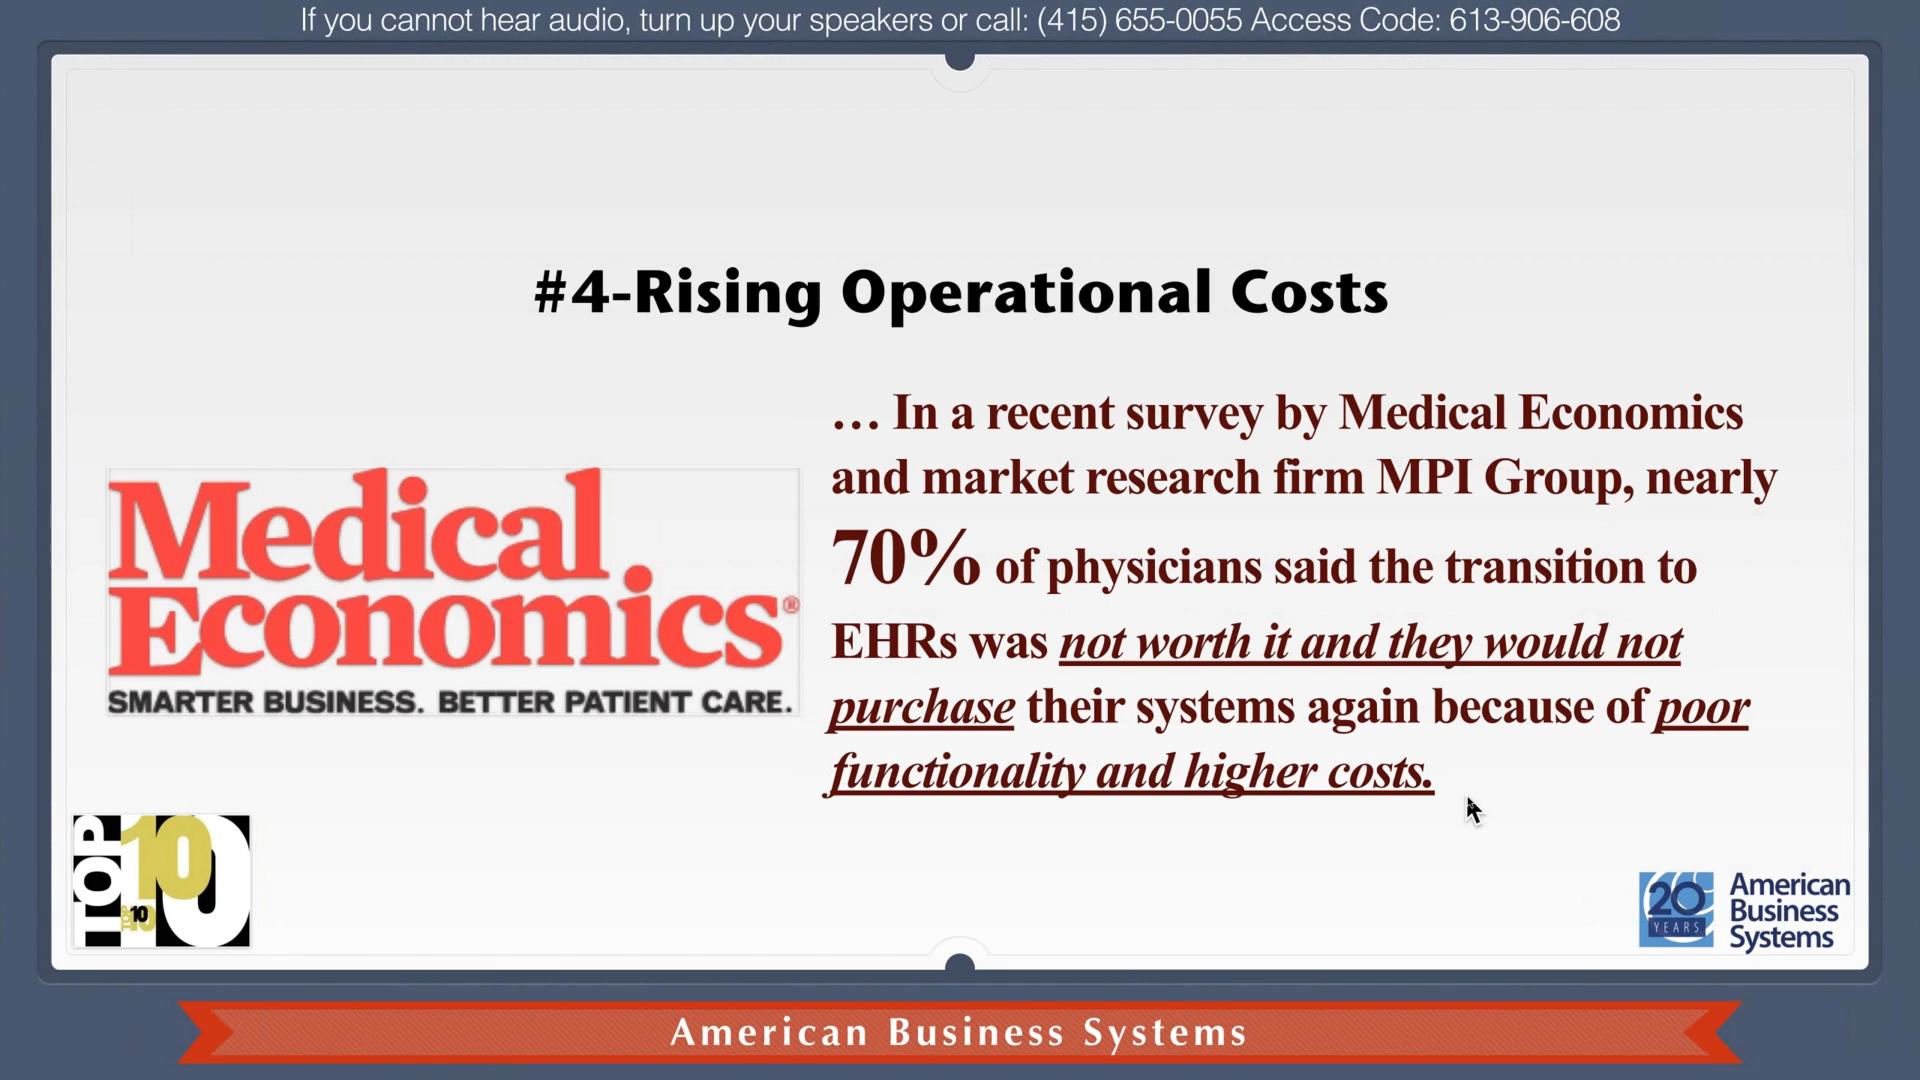 If you cannot hear audio, turn up your speakers or call: (415) 655-0055 Access Code: 613-906-608
#4-Rising Operational Costs
… In a recent survey by Medical Economics
and market research firm MPI Group, nearly
70% of physicians said the transition to
EHRs was not worth it and they would not
purchase their systems again because of poor
functionality and higher costs.
Medical
Economics®
SMARTER BUSINESS. BETTER PATIENT CARE.
TOP 10
10
20
YEARS
American
Business
Systems
American Business Systems